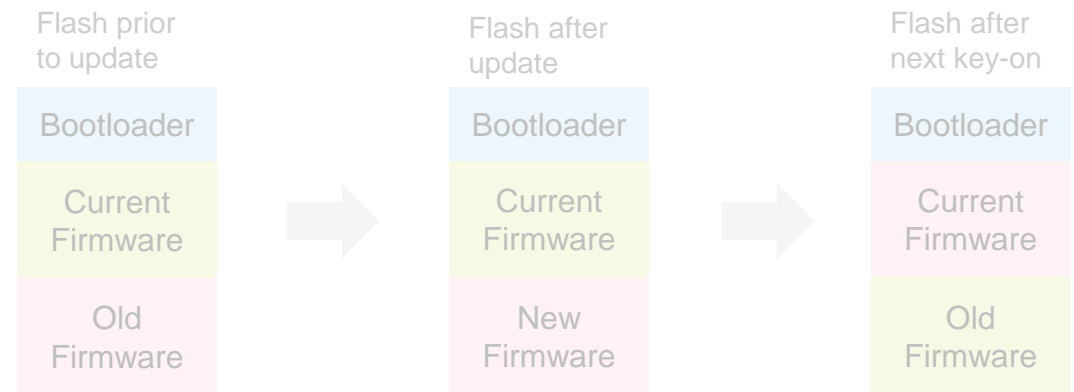 Flash prior
to update
Bootloader
Current
Firmware
Old
Firmware
Flash after
update
Bootloader
Current
Firmware
New
Firmware
Flash after
next key-on
Bootloader
Current
Firmware
Old
Firmware